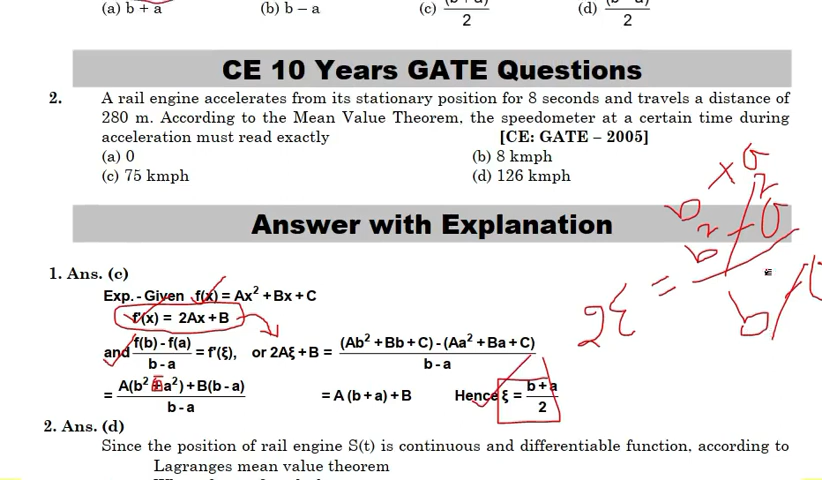 (a) b + a (b) b – a (c) (b + a)/2 (d) (b – a)/2
CE 10 Years GATE Questions
2. A rail engine accelerates from its stationary position for 8 seconds and travels a distance of
280 m. According to the Mean Value Theorem, the speedometer at a certain time during
acceleration must read exactly [CE: GATE – 2005]
(a) 0 (b) 8 kmph
(c) 75 kmph (d) 126 kmph
Answer with Explanation
1. Ans. (c)
Exp. - Given f(x) = Ax² + Bx + C
f'(x) = 2Ax + B
and (f(b) - f(a))/(b - a) = f'(ξ), or 2Aξ + B = ((Ab² + Bb + C) - (Aa² + Ba + C))/(b - a)
= (A(b² - a²) + B(b - a))/(b - a) = A (b + a) + B Hence ξ = (b + a)/2
2ξ =
2. Ans. (d)
Since the position of rail engine S(t) is continuous and differentiable function, according to
Lagranges mean value theorem